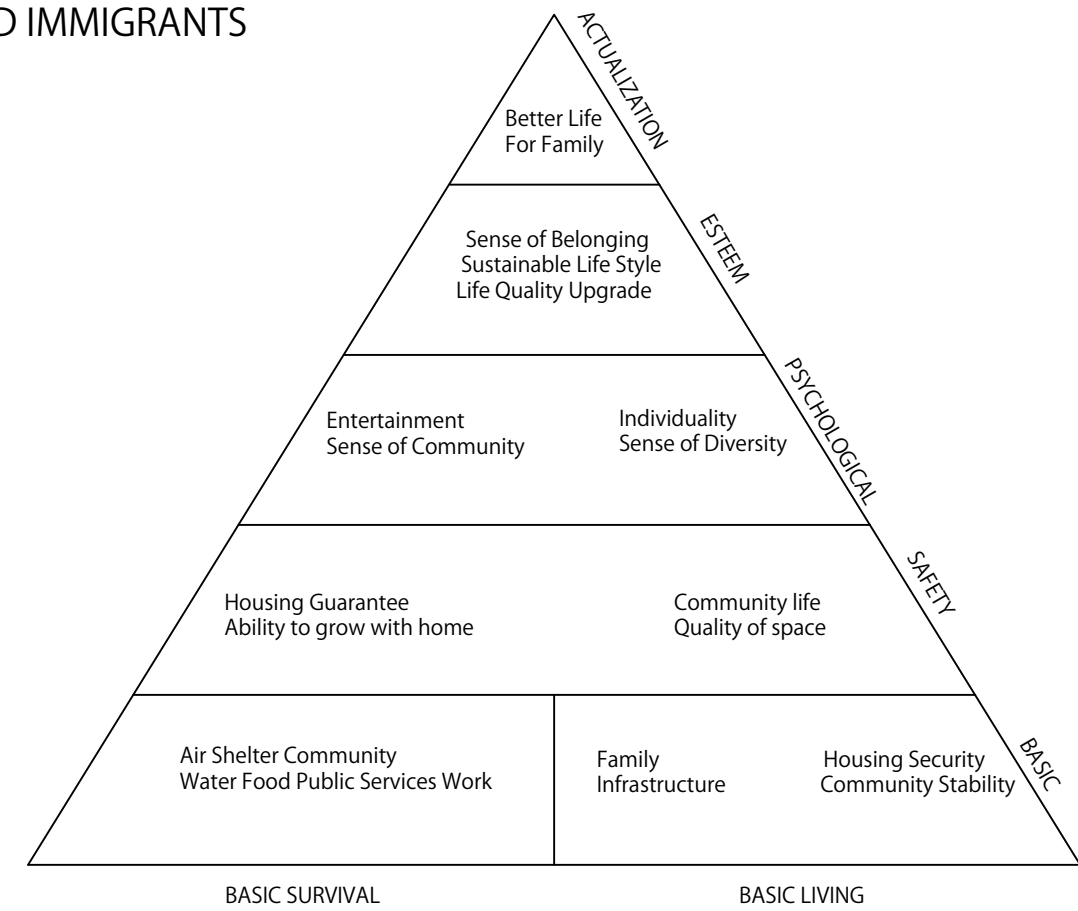 D IMMIGRANTS
ACTUALIZATION
Better Life
For Family
ESTEEM
Sense of Belonging
Sustainable Life Style
Life Quality Upgrade
PSYCHOLOGICAL
Entertainment
Sense of Community
Individuality
Sense of Diversity
SAFETY
Housing Guarantee
Ability to grow with home
Community life
Quality of space
BASIC
Air Shelter Community
Water Food Public Services Work
Family
Infrastructure
Housing Security
Community Stability
BASIC SURVIVAL
BASIC LIVING